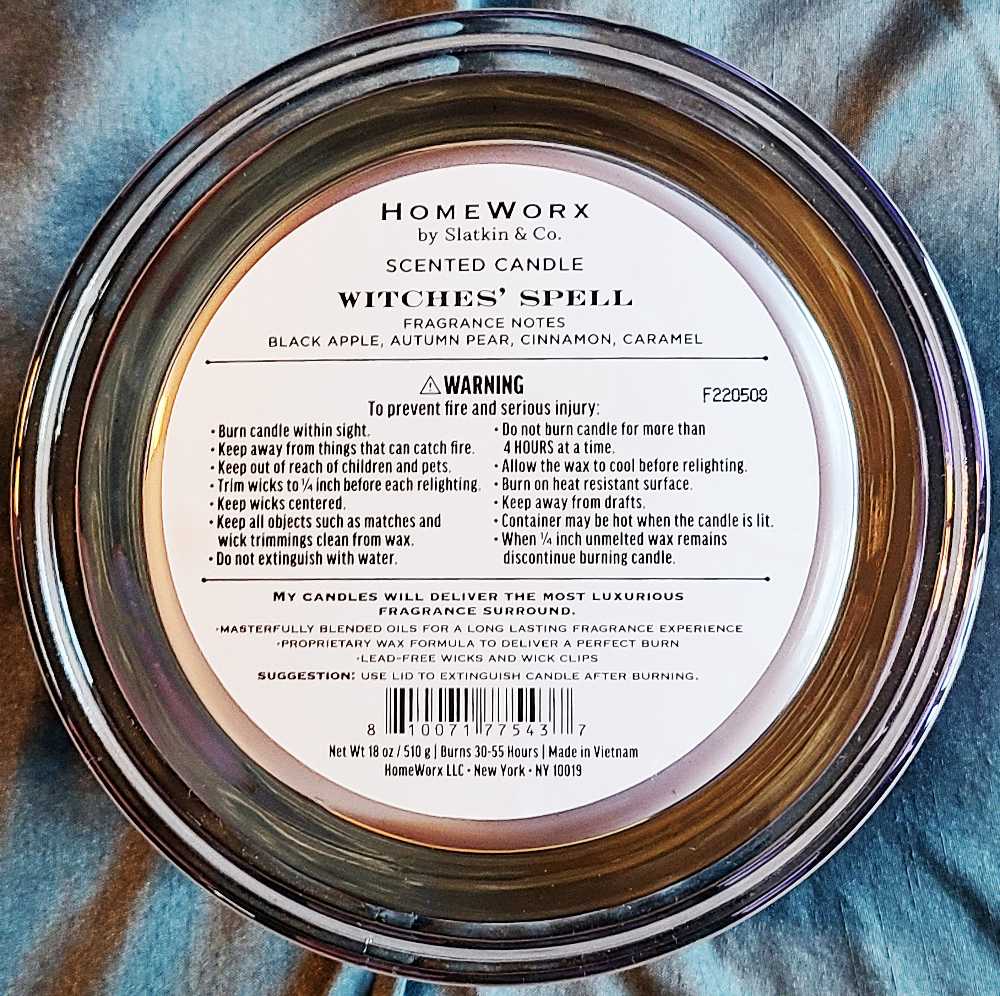 HOMEWORX
by Slatkin & Co.
SCENTED CANDLE
WITCHES' SPELL
FRAGRANCE NOTES
BLACK APPLE, AUTUMN PEAR, CINNAMON, CARAMEL
⚠WARNING
F220508
To prevent fire and serious injury:
• Burn candle within sight.
• Keep away from things that can catch fire.
• Keep out of reach of children and pets.
• Trim wicks to ¼ inch before each relighting.
• Keep wicks centered.
• Keep all objects such as matches and
wick trimmings clean from wax.
• Do not extinguish with water.
• Do not burn candle for more than
4 HOURS at a time.
• Allow the wax to cool before relighting.
• Burn on heat resistant surface.
• Keep away from drafts.
• Container may be hot when the candle is lit.
• When ¼ inch unmelted wax remains
discontinue burning candle.
MY CANDLES WILL DELIVER THE MOST LUXURIOUS
FRAGRANCE SURROUND.
•MASTERFULLY BLENDED OILS FOR A LONG LASTING FRAGRANCE EXPERIENCE
•PROPRIETARY WAX FORMULA TO DELIVER A PERFECT BURN
•LEAD-FREE WICKS AND WICK CLIPS
SUGGESTION: USE LID TO EXTINGUISH CANDLE AFTER BURNING.
8 10071 77543 7
Net Wt 18 oz / 510 g | Burns 30-55 Hours | Made in Vietnam
HomeWorx LLC • New York • NY 10019